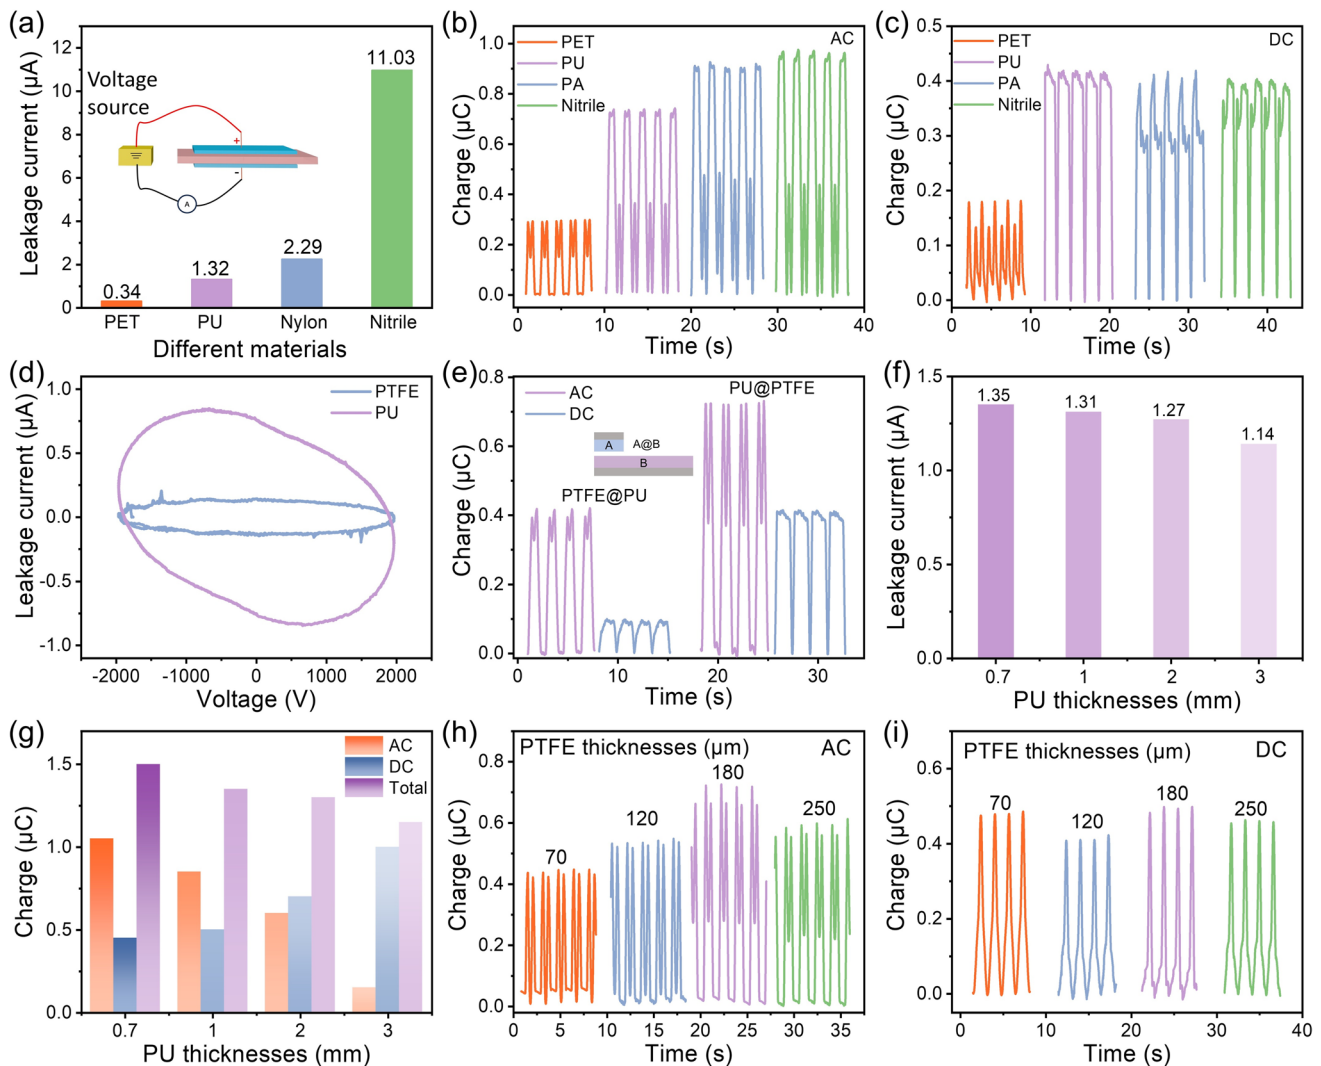 (a)
Leakage current (μA)
12
10
8
6
4
2
0
Voltage
source
+
-
A
0.34
1.32
2.29
11.03
PET
PU
Nylon
Nitrile
Different materials
(b)
Charge (μC)
1.0
0.8
0.6
0.4
0.2
0.0
PET
PU
PA
Nitrile
AC
0
10
20
30
40
Time (s)
(c)
Charge (μC)
0.5
0.4
0.3
0.2
0.1
0.0
PET
PU
PA
Nitrile
DC
0
10
20
30
40
Time (s)
(d)
Leakage current (μA)
1.0
0.5
0.0
-0.5
-1.0
PTFE
PU
-2000
-1000
0
1000
2000
Voltage (V)
(e)
Charge (μC)
0.8
0.6
0.4
0.2
0.0
AC
DC
PU@PTFE
A
A@B
B
PTFE@PU
0
10
20
30
Time (s)
(f)
Leakage current (μA)
1.5
1.0
0.5
0.0
1.35
1.31
1.27
1.14
0.7
1
2
3
PU thicknesses (mm)
(g)
Charge (μC)
1.5
1.0
0.5
0.0
AC
DC
Total
0.7
1
2
3
PU thicknesses (mm)
(h)
Charge (μC)
0.8
0.6
0.4
0.2
0.0
PTFE thicknesses (μm)
AC
70
120
180
250
0
5
10
15
20
25
30
35
Time (s)
(i)
Charge (μC)
0.6
0.4
0.2
0.0
PTFE thicknesses (μm)
DC
70
120
180
250
0
10
20
30
40
Time (s)